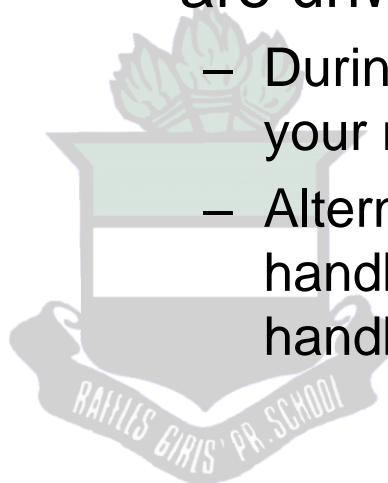 – Durin
your
– Altern
handl
handl
RAFFLES GIRLS' PR. SCHOOL